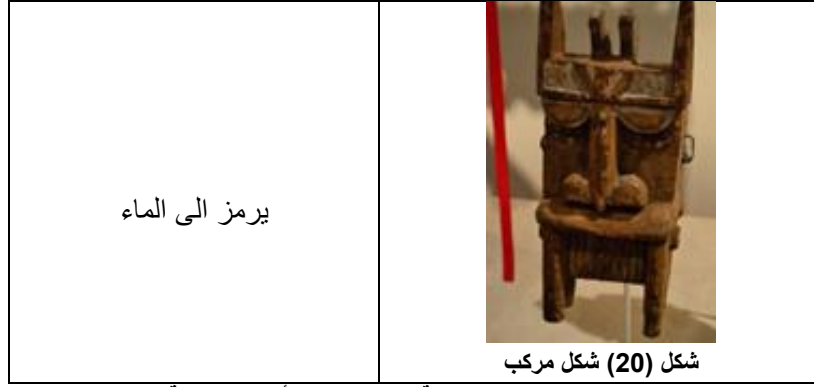 يرمز الى الماء
شكل (20) شكل مركب